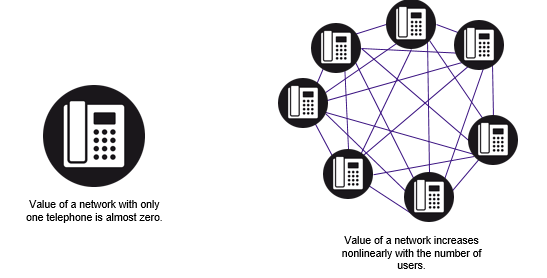 Value of a network with only
one telephone is almost zero.
Value of a network increases
nonlinearly with the number of
users.